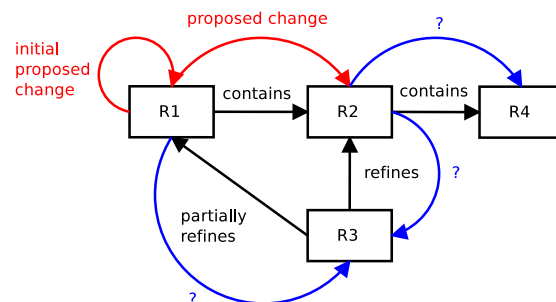 proposed change
?
initial
proposed
change
R1
contains
R2
contains
R4
refines
?
partially
refines
R3
?